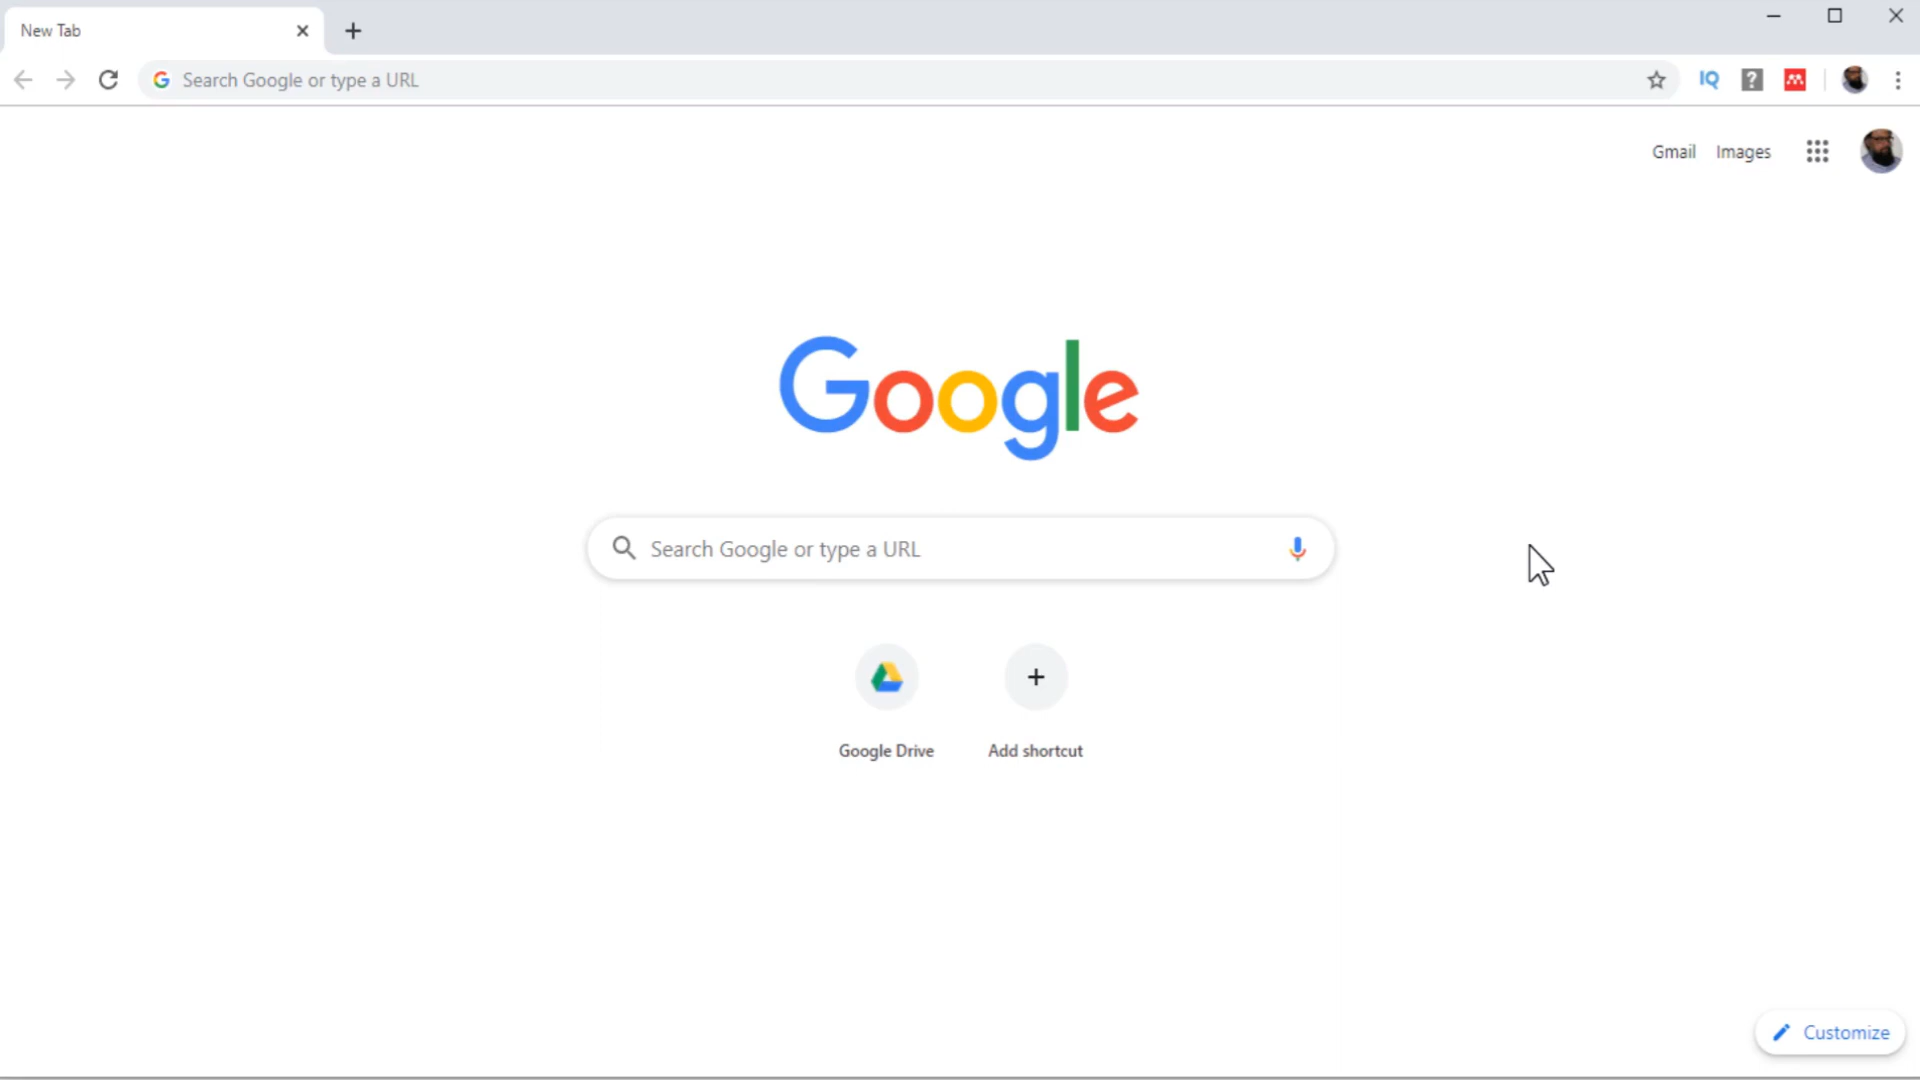 New Tab
Search Google or type a URL
IQ
?
Gmail Images
Google
Search Google or type a URL
Google Drive
Add shortcut
Customize